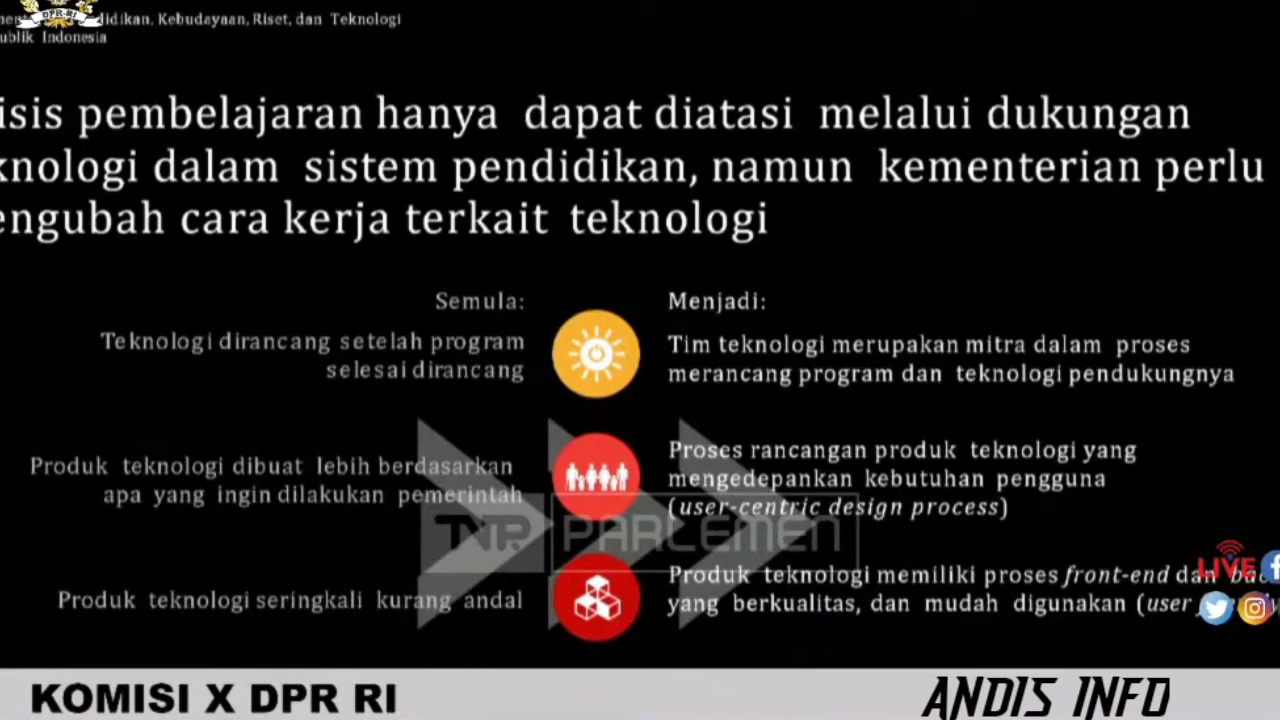 DPR-RI
didikan, Kebudayaan, Riset, dan Teknologi
ublik Indonesia
isis pembelajaran hanya dapat diatasi melalui dukungan
knologi dalam sistem pendidikan, namun kementerian perlu
engubah cara kerja terkait teknologi
Semula:
Menjadi:
Teknologi dirancang setelah program
selesai dirancang
Tim teknologi merupakan mitra dalam proses
merancang program dan teknologi pendukungnya
Produk teknologi dibuat lebih berdasarkan
apa yang ingin dilakukan pemerintah
Proses rancangan produk teknologi yang
mengedepankan kebutuhan pengguna
(user-centric design process)
TVR PARLEMEN
Produk teknologi seringkali kurang andal
Produk teknologi memiliki proses front-end dan
yang berkualitas, dan mudah digunakan (user
LIVE
KOMISI X DPR RI
ANDIS INFO